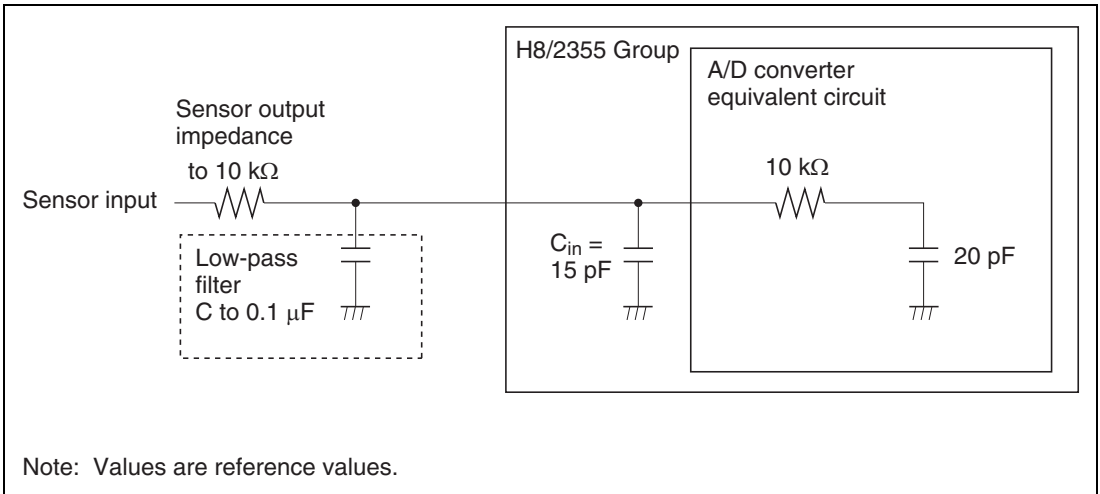 H8/2355 Group
A/D converter
equivalent circuit
Sensor output
impedance
to 10 kΩ
10 kΩ
Sensor input
Low-pass
filter
C to 0.1 μF
Cin =
15 pF
20 pF
Note: Values are reference values.